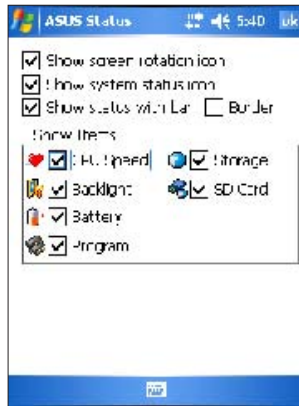 ASUS Status 5:40 ok
Show screen rotation icon
Show system status icon
Show status with bar Border
Show Items
CPU Speed Storage
Backlight SD Card
Battery
Program